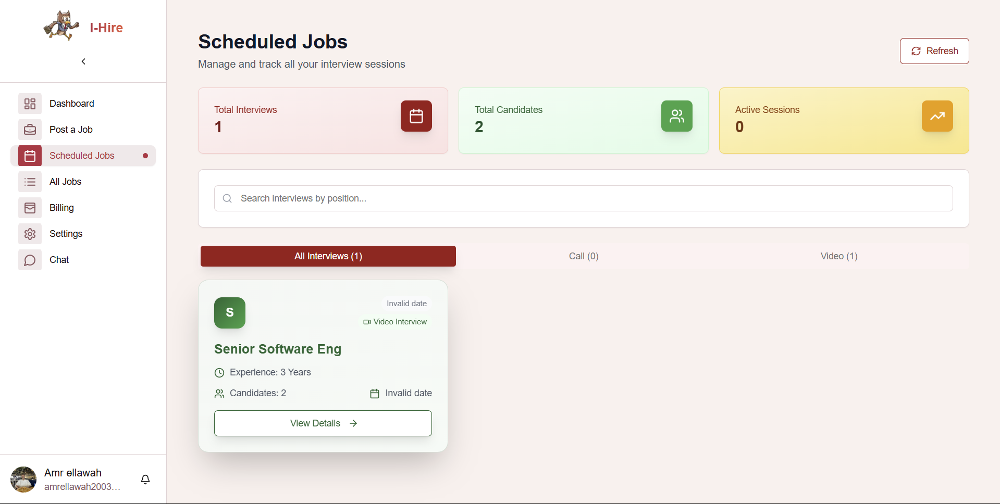 I-Hire
Dashboard
Post a Job
Scheduled Jobs
All Jobs
Billing
Settings
Chat
Amr ellawah
amrellawah2003...
Scheduled Jobs
Manage and track all your interview sessions
Refresh
Total Interviews
1
Total Candidates
2
Active Sessions
0
Search interviews by position...
All Interviews (1)
Call (0)
Video (1)
S
Invalid date
Video Interview
Senior Software Eng
Experience: 3 Years
Candidates: 2
Invalid date
View Details